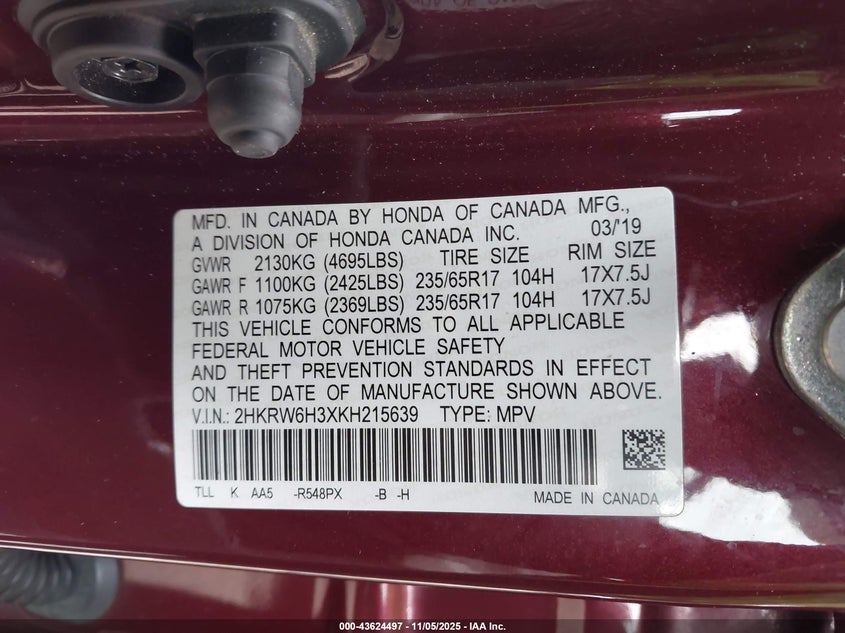 MFD. IN CANADA BY HONDA OF CANADA MFG.,
A DIVISION OF HONDA CANADA INC. 03/'19
GVWR 2130KG (4695LBS) TIRE SIZE RIM SIZE
GAWR F 1100KG (2425LBS) 235/65R17 104H 17X7.5J
GAWR R 1075KG (2369LBS) 235/65R17 104H 17X7.5J
THIS VEHICLE CONFORMS TO ALL APPLICABLE
FEDERAL MOTOR VEHICLE SAFETY
AND THEFT PREVENTION STANDARDS IN EFFECT
ON THE DATE OF MANUFACTURE SHOWN ABOVE.
V.I.N.: 2HKRW6H3XKH215639 TYPE: MPV
TLL K AA5 -R548PX -B -H MADE IN CANADA
000-43624497 - 11/05/2025 - IAA Inc.